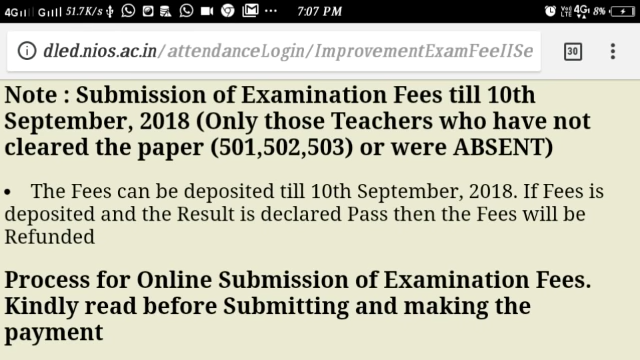 4G G 51.7K/s 7:07 PM VoI LTE 4G 8%
dled.nios.ac.in/attendanceLogin/ImprovementExamFeeIISe
30
Note : Submission of Examination Fees till 10th
September, 2018 (Only those Teachers who have not
cleared the paper (501,502,503) or were ABSENT)
• The Fees can be deposited till 10th September, 2018. If Fees is
deposited and the Result is declared Pass then the Fees will be
Refunded
Process for Online Submission of Examination Fees.
Kindly read before Submitting and making the
payment